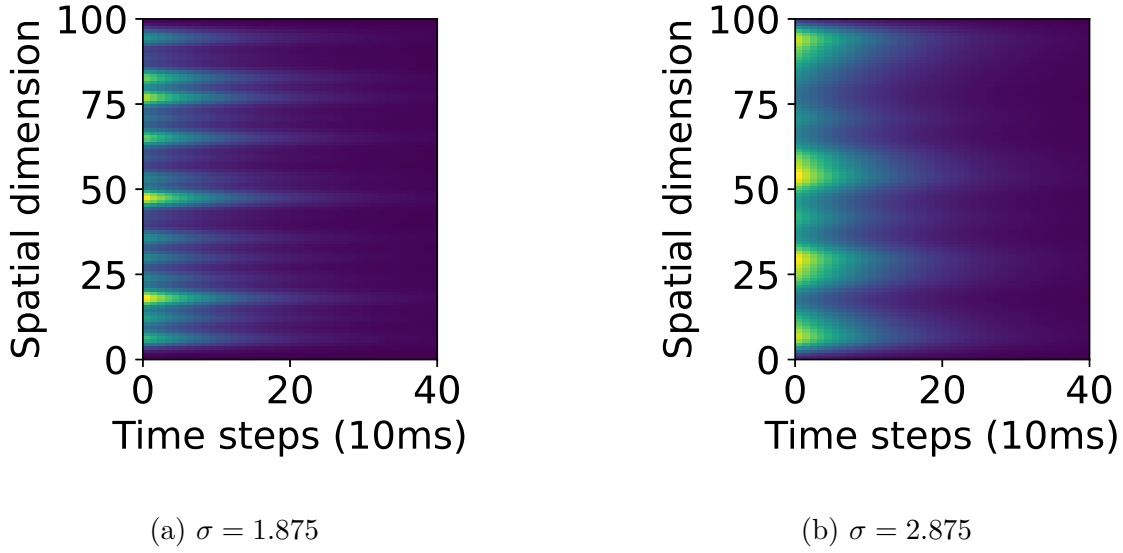 Spatial dimension
100
75
50
25
0
0 20 40
Time steps (10ms)
(a) σ = 1.875
Spatial dimension
100
75
50
25
0
0 20 40
Time steps (10ms)
(b) σ = 2.875